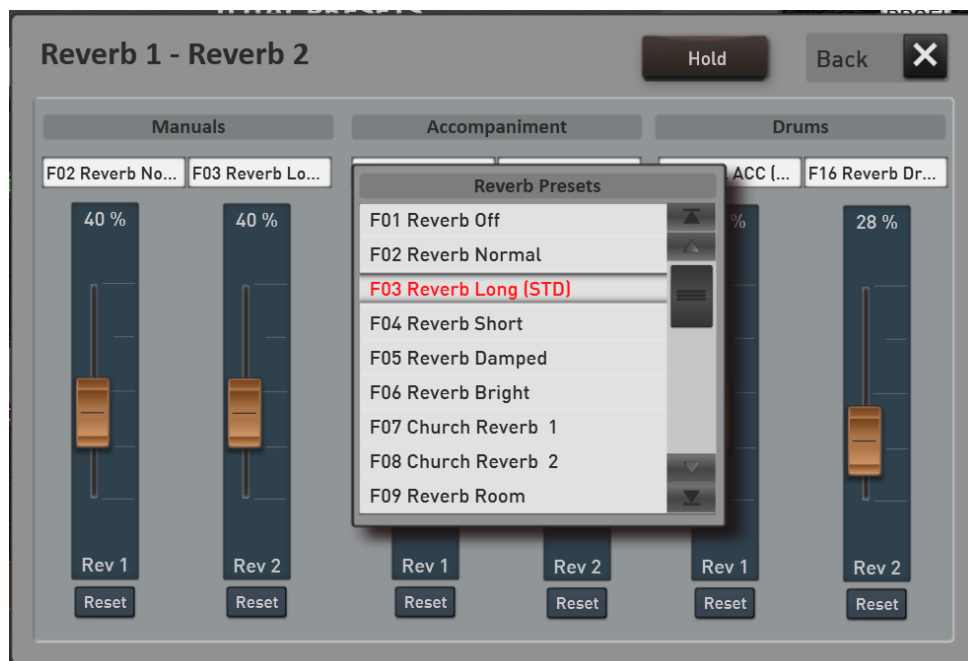 Reverb 1 - Reverb 2
Hold
Back
Manuals
Accompaniment
Drums
F02 Reverb No...
F03 Reverb Lo...
ACC (...
F16 Reverb Dr...
40 %
40 %
%
28 %
Reverb Presets
F01 Reverb Off
F02 Reverb Normal
F03 Reverb Long (STD)
F04 Reverb Short
F05 Reverb Damped
F06 Reverb Bright
F07 Church Reverb 1
F08 Church Reverb 2
F09 Reverb Room
Rev 1
Rev 2
Rev 1
Rev 2
Rev 1
Rev 2
Reset
Reset
Reset
Reset
Reset
Reset